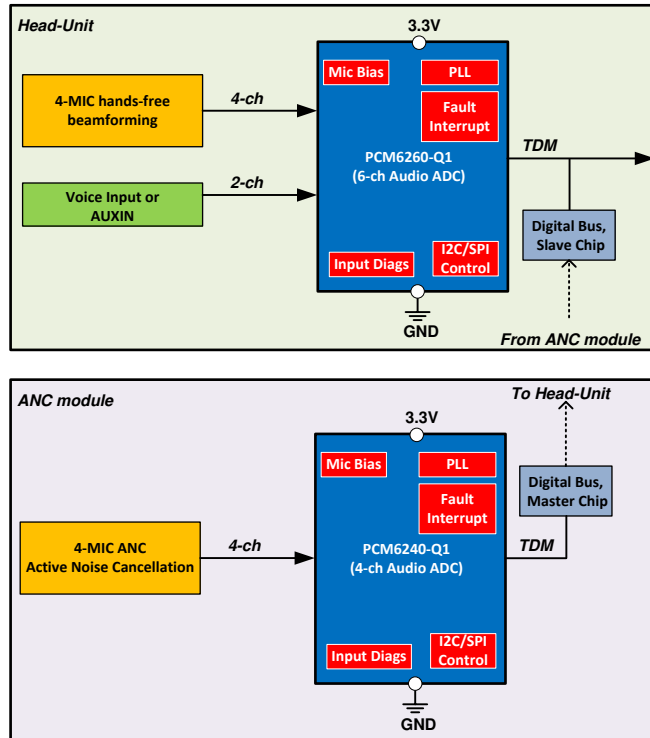 Head-Unit
3.3V
Mic Bias
PLL
4-MIC hands-free
beamforming
4-ch
Fault
Interrupt
TDM
PCM6260-Q1
(6-ch Audio ADC)
Voice Input or
AUXIN
2-ch
Digital Bus,
Slave Chip
Input Diags
I2C/SPI
Control
GND
From ANC module
ANC module
To Head-Unit
3.3V
Mic Bias
PLL
Digital Bus,
Master Chip
Fault
Interrupt
4-MIC ANC
Active Noise Cancellation
4-ch
PCM6240-Q1
(4-ch Audio ADC)
TDM
Input Diags
I2C/SPI
Control
GND